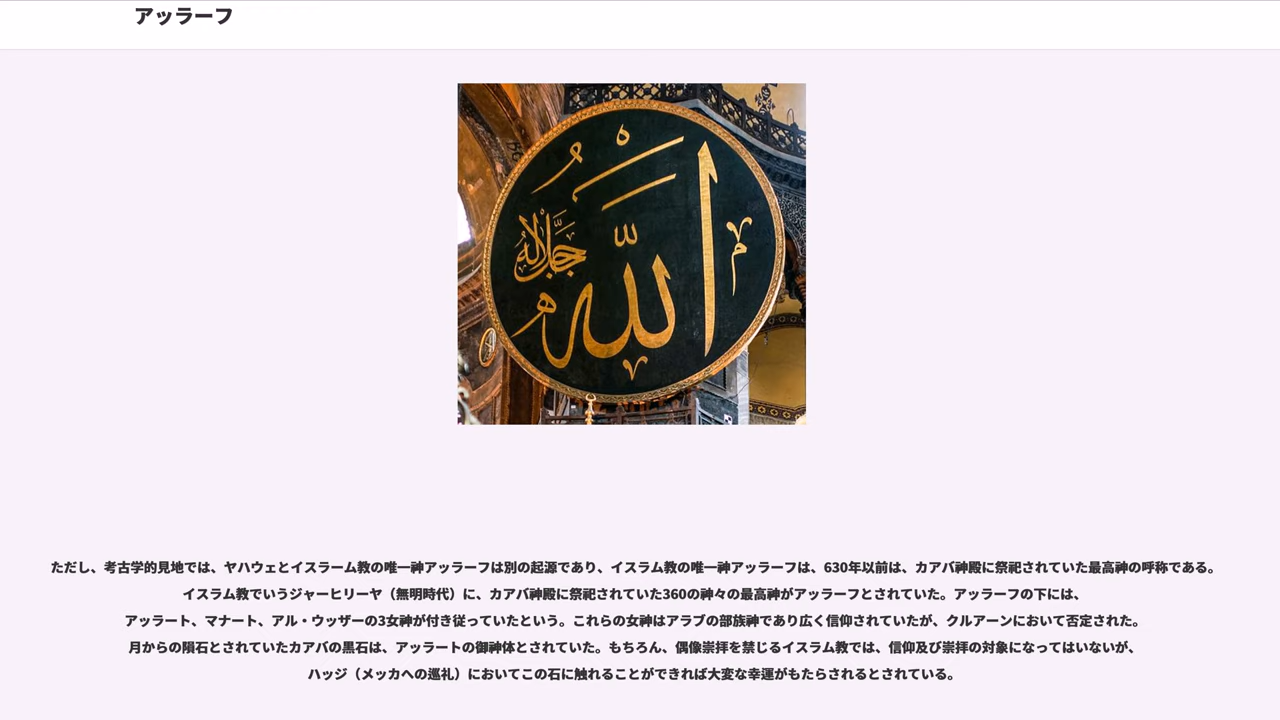 アッラーフ
الله
جل جلاله
ただし、考古学的見地では、ヤハウェとイスラーム教の唯一神アッラーフは別の起源であり、イスラム教の唯一神アッラーフは、630年以前は、カアバ神殿に祭祀されていた最高神の呼称である。
イスラム教でいうジャーヒリーヤ（無明時代）に、カアバ神殿に祭祀されていた360の神々の最高神がアッラーフとされていた。アッラーフの下には、
アッラート、マナート、アル・ウッザーの3女神が付き従っていたという。これらの女神はアラブの部族神であり広く信仰されていたが、クルアーンにおいて否定された。
月からの隕石とされていたカアバの黒石は、アッラートの御神体とされていた。もちろん、偶像崇拝を禁じるイスラム教では、信仰及び崇拝の対象になってはいないが、
ハッジ（メッカへの巡礼）においてこの石に触れることができれば大変な幸運がもたらされるとされている。